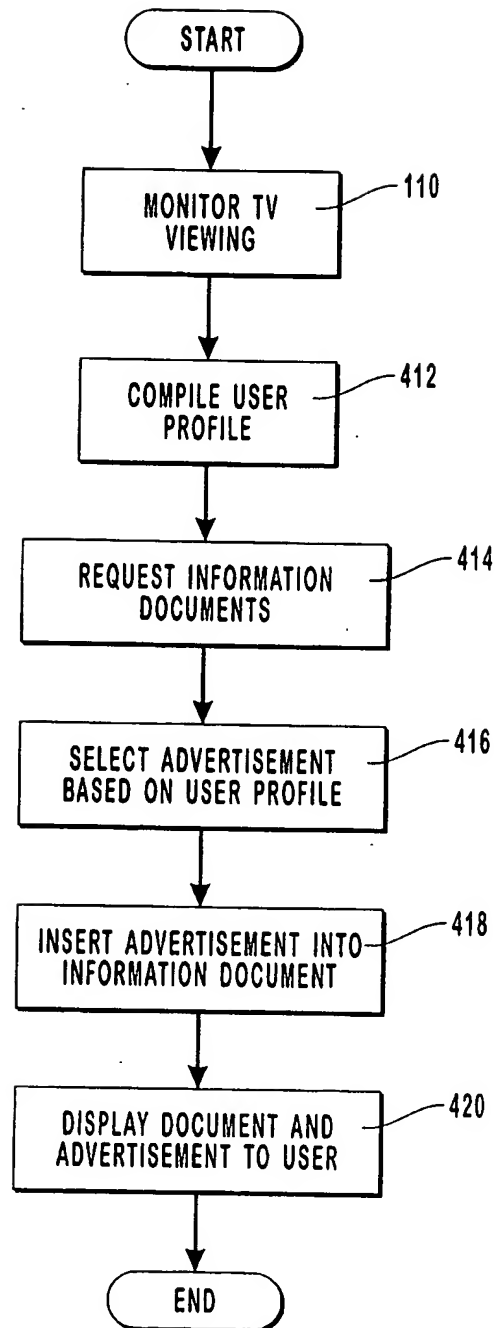 START
MONITOR TV
VIEWING
110
COMPILE USER
PROFILE
412
REQUEST INFORMATION
DOCUMENTS
414
SELECT ADVERTISEMENT
BASED ON USER PROFILE
416
INSERT ADVERTISEMENT INTO
INFORMATION DOCUMENT
418
DISPLAY DOCUMENT AND
ADVERTISEMENT TO USER
420
END